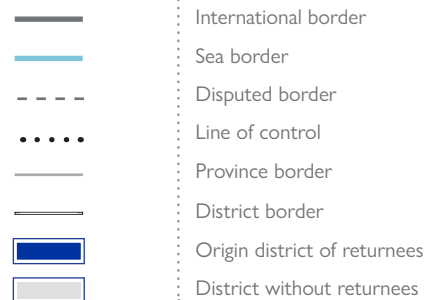 International border
Sea border
Disputed border
Line of control
Province border
District border
Origin district of returnees
District without returnees